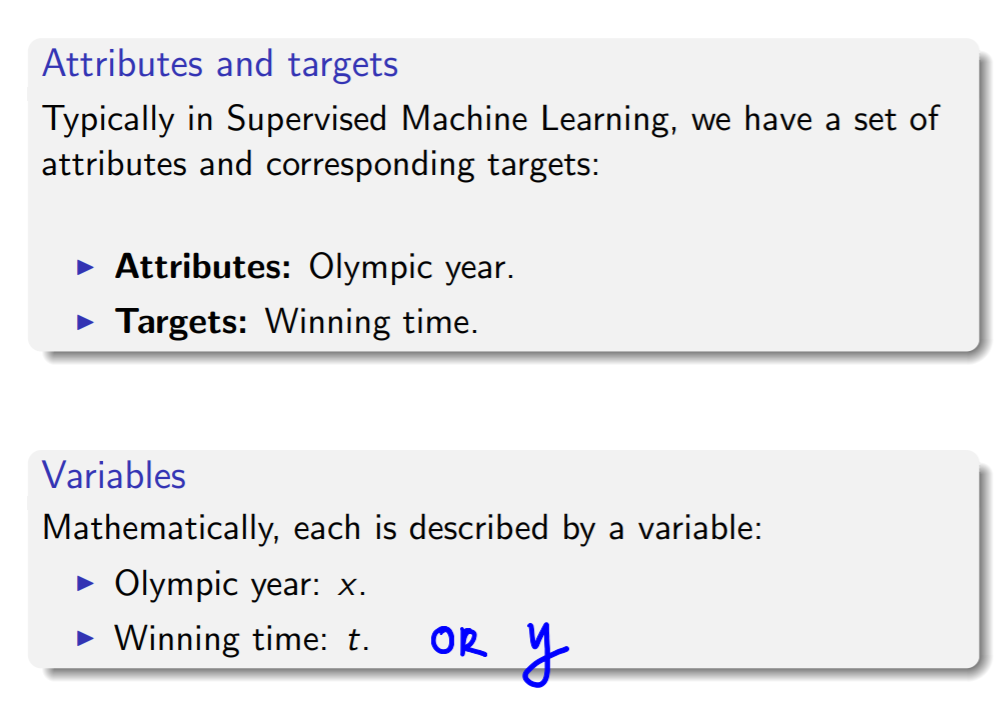 Attributes and targets
Typically in Supervised Machine Learning, we have a set of
attributes and corresponding targets:
▶ Attributes: Olympic year.
▶ Targets: Winning time.
Variables
Mathematically, each is described by a variable:
▶ Olympic year: x.
▶ Winning time: t. OR y